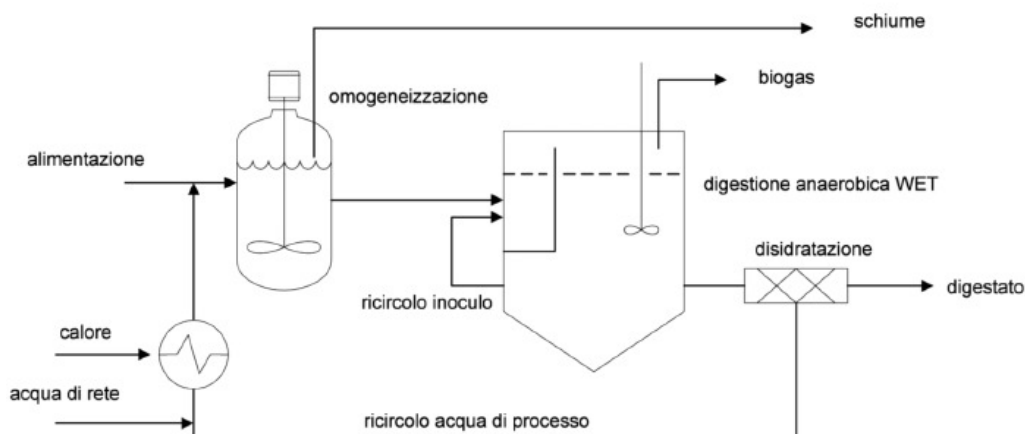 schiume
biogas
omogeneizzazione
alimentazione
digestione anaerobica WET
disidratazione
ricircolo inoculo
digestato
calore
acqua di rete
ricircolo acqua di processo